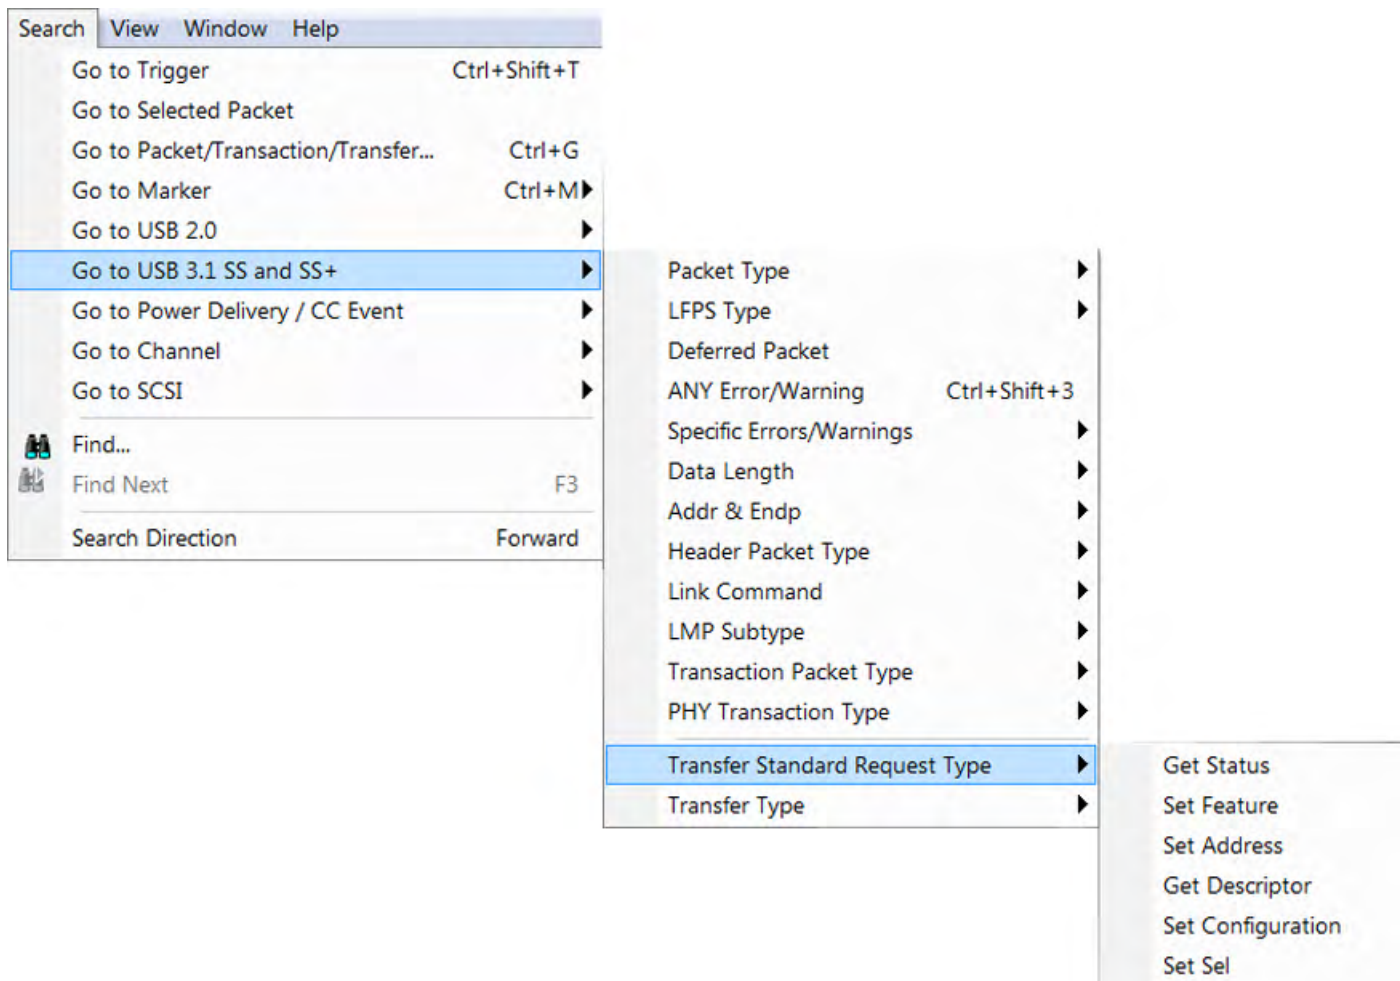 Search View Window Help
Go to Trigger Ctrl+Shift+T
Go to Selected Packet
Go to Packet/Transaction/Transfer... Ctrl+G
Go to Marker Ctrl+M
Go to USB 2.0
Go to USB 3.1 SS and SS+
Go to Power Delivery / CC Event
Go to Channel
Go to SCSI
Find...
Find Next F3
Search Direction Forward
Packet Type
LFPS Type
Deferred Packet
ANY Error/Warning Ctrl+Shift+3
Specific Errors/Warnings
Data Length
Addr & Endp
Header Packet Type
Link Command
LMP Subtype
Transaction Packet Type
PHY Transaction Type
Transfer Standard Request Type
Transfer Type
Get Status
Set Feature
Set Address
Get Descriptor
Set Configuration
Set Sel